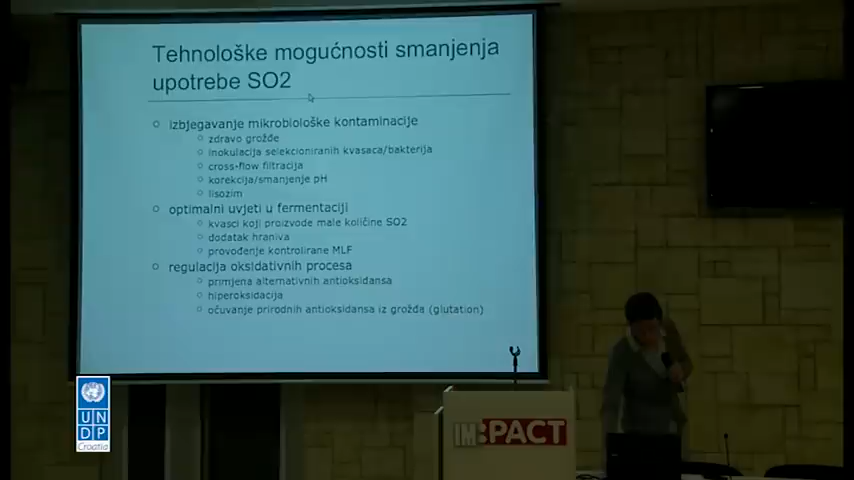 Tehnološke mogućnosti smanjenja
upotrebe SO2
izbjegavanje mikrobiološke kontaminacije
zdravo grožđe
inokulacija selekcioniranih kvasaca/bakterija
cross-flow filtracija
korekcija/smanjenje pH
lisozim
optimalni uvjeti u fermentaciji
kvasci koji proizvode male količine SO2
dodatak hraniva
provođenje kontrolirane MLF
regulacija oksidativnih procesa
primjena alternativnih antioksidansa
hiperoksidacija
očuvanje prirodnih antioksidansa iz grožđa (glutation)
UN
DP
Croatia
IM:PACT